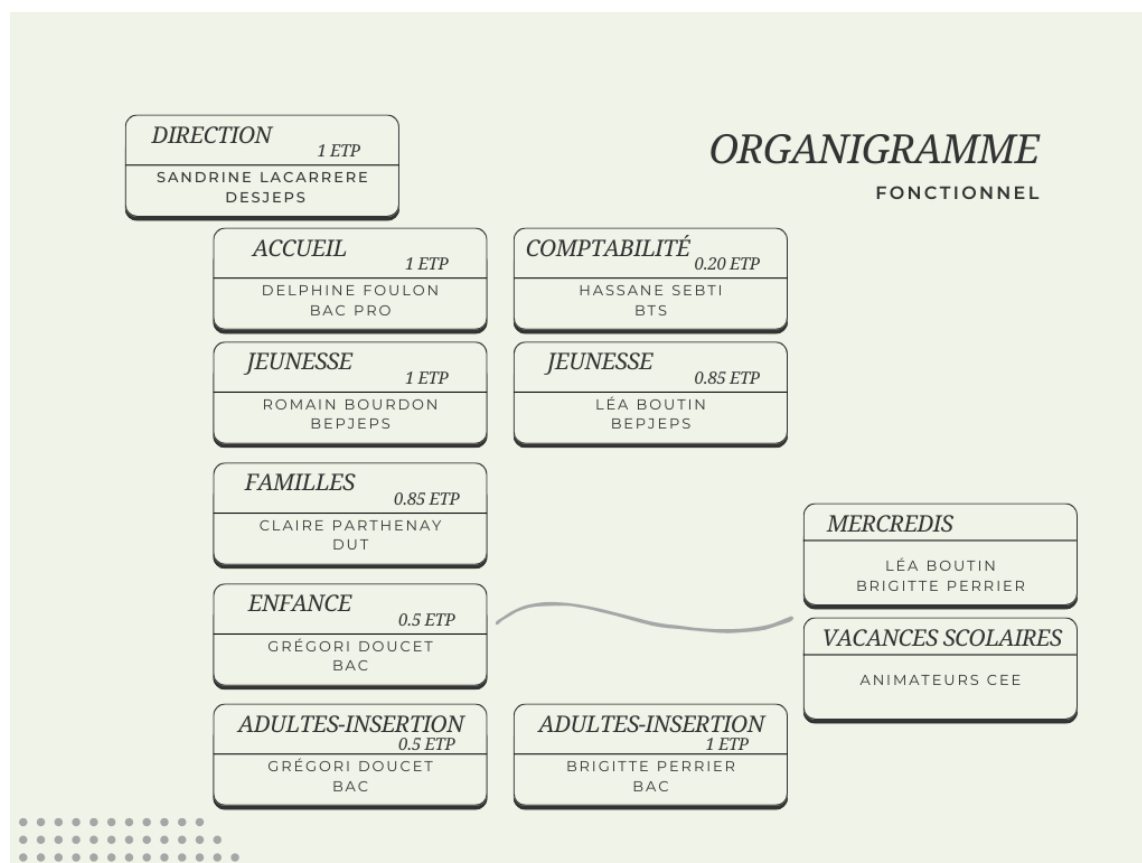 ORGANIGRAMME
FONCTIONNEL
DIRECTION
1 ETP
SANDRINE LACARRERE
DESJEPS
ACCUEIL
1 ETP
DELPHINE FOULON
BAC PRO
COMPTABILITÉ
0.20 ETP
HASSANE SEBTI
BTS
JEUNESSE
1 ETP
ROMAIN BOURDON
BEPJEPS
JEUNESSE
0.85 ETP
LÉA BOUTIN
BEPJEPS
FAMILLES
0.85 ETP
CLAIRE PARTHENAY
DUT
ENFANCE
0.5 ETP
GRÉGORI DOUCET
BAC
MERCREDIS
LÉA BOUTIN
BRIGITTE PERRIER
VACANCES SCOLAIRES
ANIMATEURS CEE
ADULTES-INSERTION
0.5 ETP
GRÉGORI DOUCET
BAC
ADULTES-INSERTION
1 ETP
BRIGITTE PERRIER
BAC